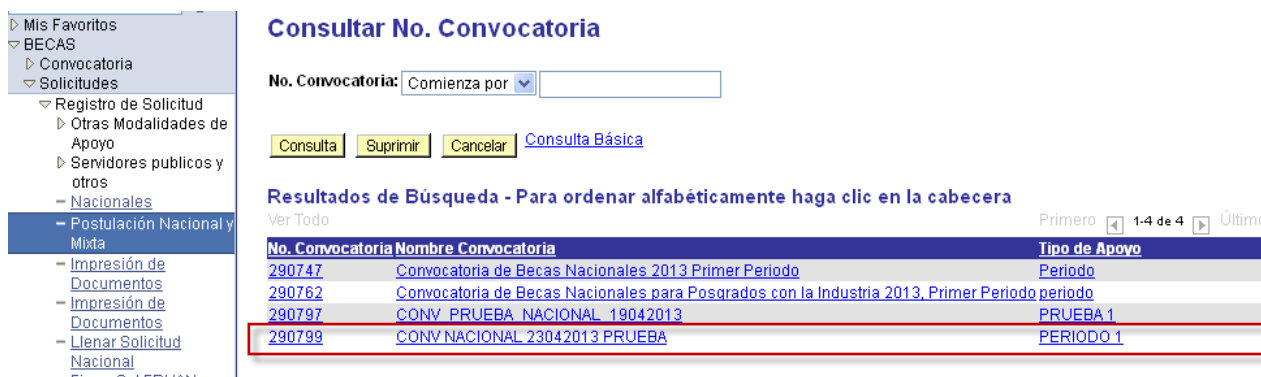 Mis Favoritos
BECAS
Convocatoria
Solicitudes
Registro de Solicitud
Otras Modalidades de
Apoyo
Servidores publicos y
otros
Nacionales
Postulación Nacional y
Mixta
Impresión de
Documentos
Impresión de
Documentos
Llenar Solicitud
Nacional
Consultar No. Convocatoria
No. Convocatoria: Comienza por
Consulta Suprimir Cancelar Consulta Básica
Resultados de Búsqueda - Para ordenar alfabéticamente haga clic en la cabecera
Ver Todo Primero 1-4 de 4 Último
No. Convocatoria Nombre Convocatoria Tipo de Apoyo
290747 Convocatoria de Becas Nacionales 2013 Primer Periodo Periodo
290762 Convocatoria de Becas Nacionales para Posgrados con la Industria 2013, Primer Periodo periodo
290797 CONV PRUEBA NACIONAL 19042013 PRUEBA 1
290799 CONV NACIONAL 23042013 PRUEBA PERIODO 1